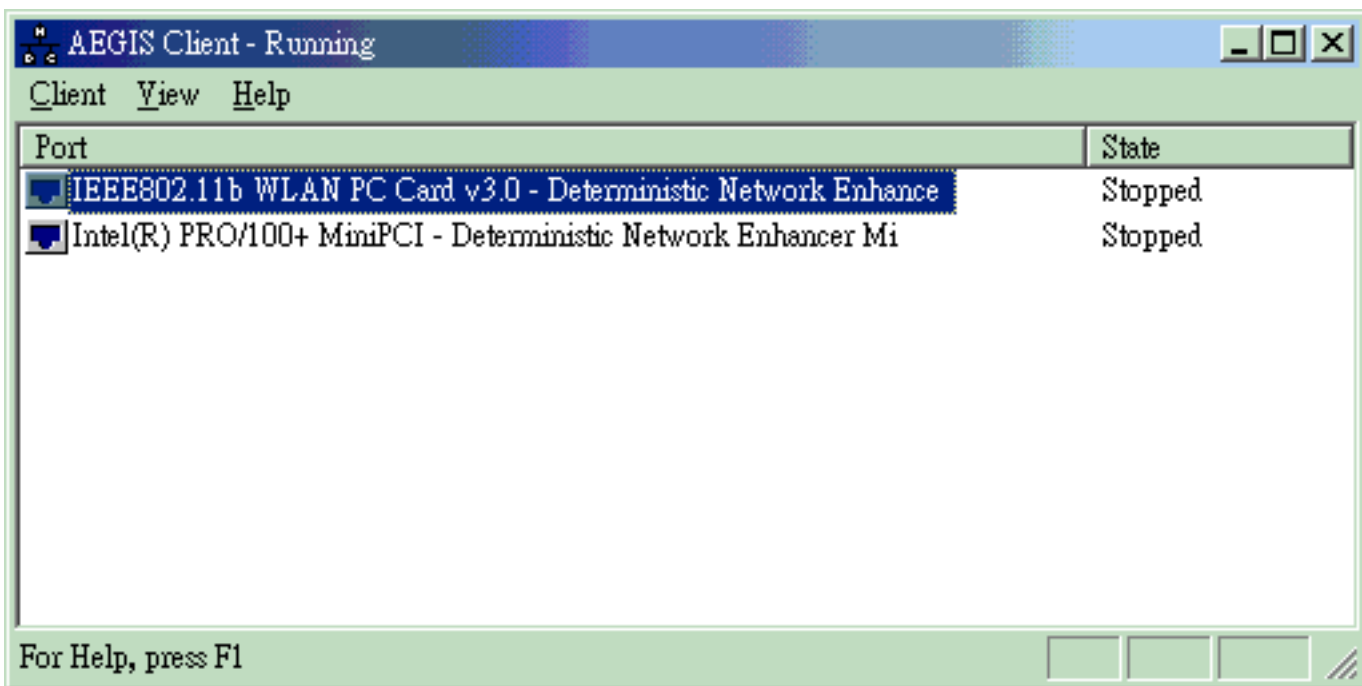 AEGIS Client - Running
Client View Help
Port State
IEEE802.11b WLAN PC Card v3.0 - Deterministic Network Enhance Stopped
Intel(R) PRO/100+ MiniPCI - Deterministic Network Enhancer Mi Stopped
For Help, press F1